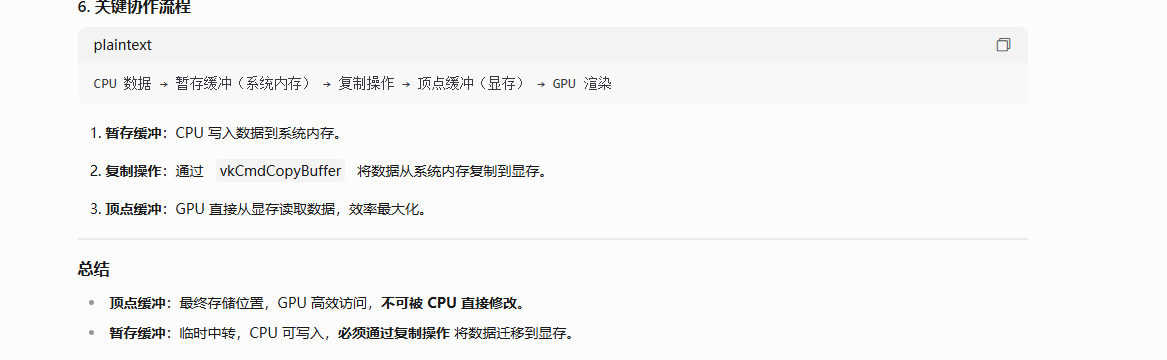 6. 关键协作流程
plaintext
CPU 数据 → 暂存缓冲（系统内存） → 复制操作 → 顶点缓冲（显存） → GPU 渲染
1. 暂存缓冲：CPU 写入数据到系统内存。
2. 复制操作：通过 vkCmdCopyBuffer 将数据从系统内存复制到显存。
3. 顶点缓冲：GPU 直接从显存读取数据，效率最大化。
总结
• 顶点缓冲：最终存储位置，GPU 高效访问，不可被 CPU 直接修改。
• 暂存缓冲：临时中转，CPU 可写入，必须通过复制操作 将数据迁移到显存。